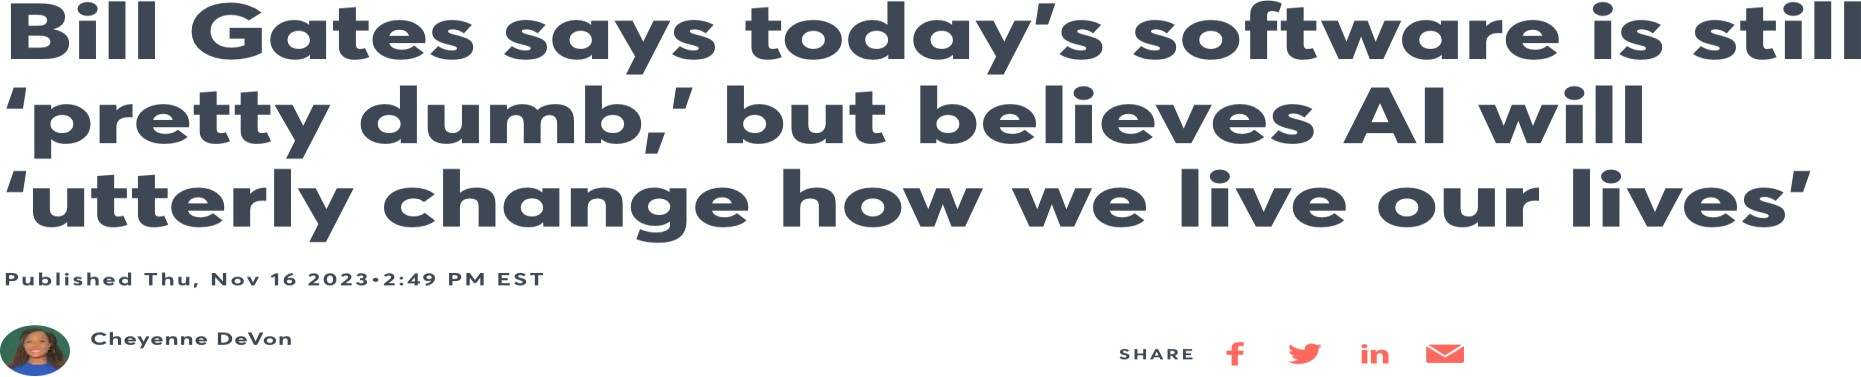 Bill Gates says today’s software is still
‘pretty dumb,’ but believes AI will
‘utterly change how we live our lives’
Published Thu, Nov 16 2023•2:49 PM EST
Cheyenne DeVon
SHARE